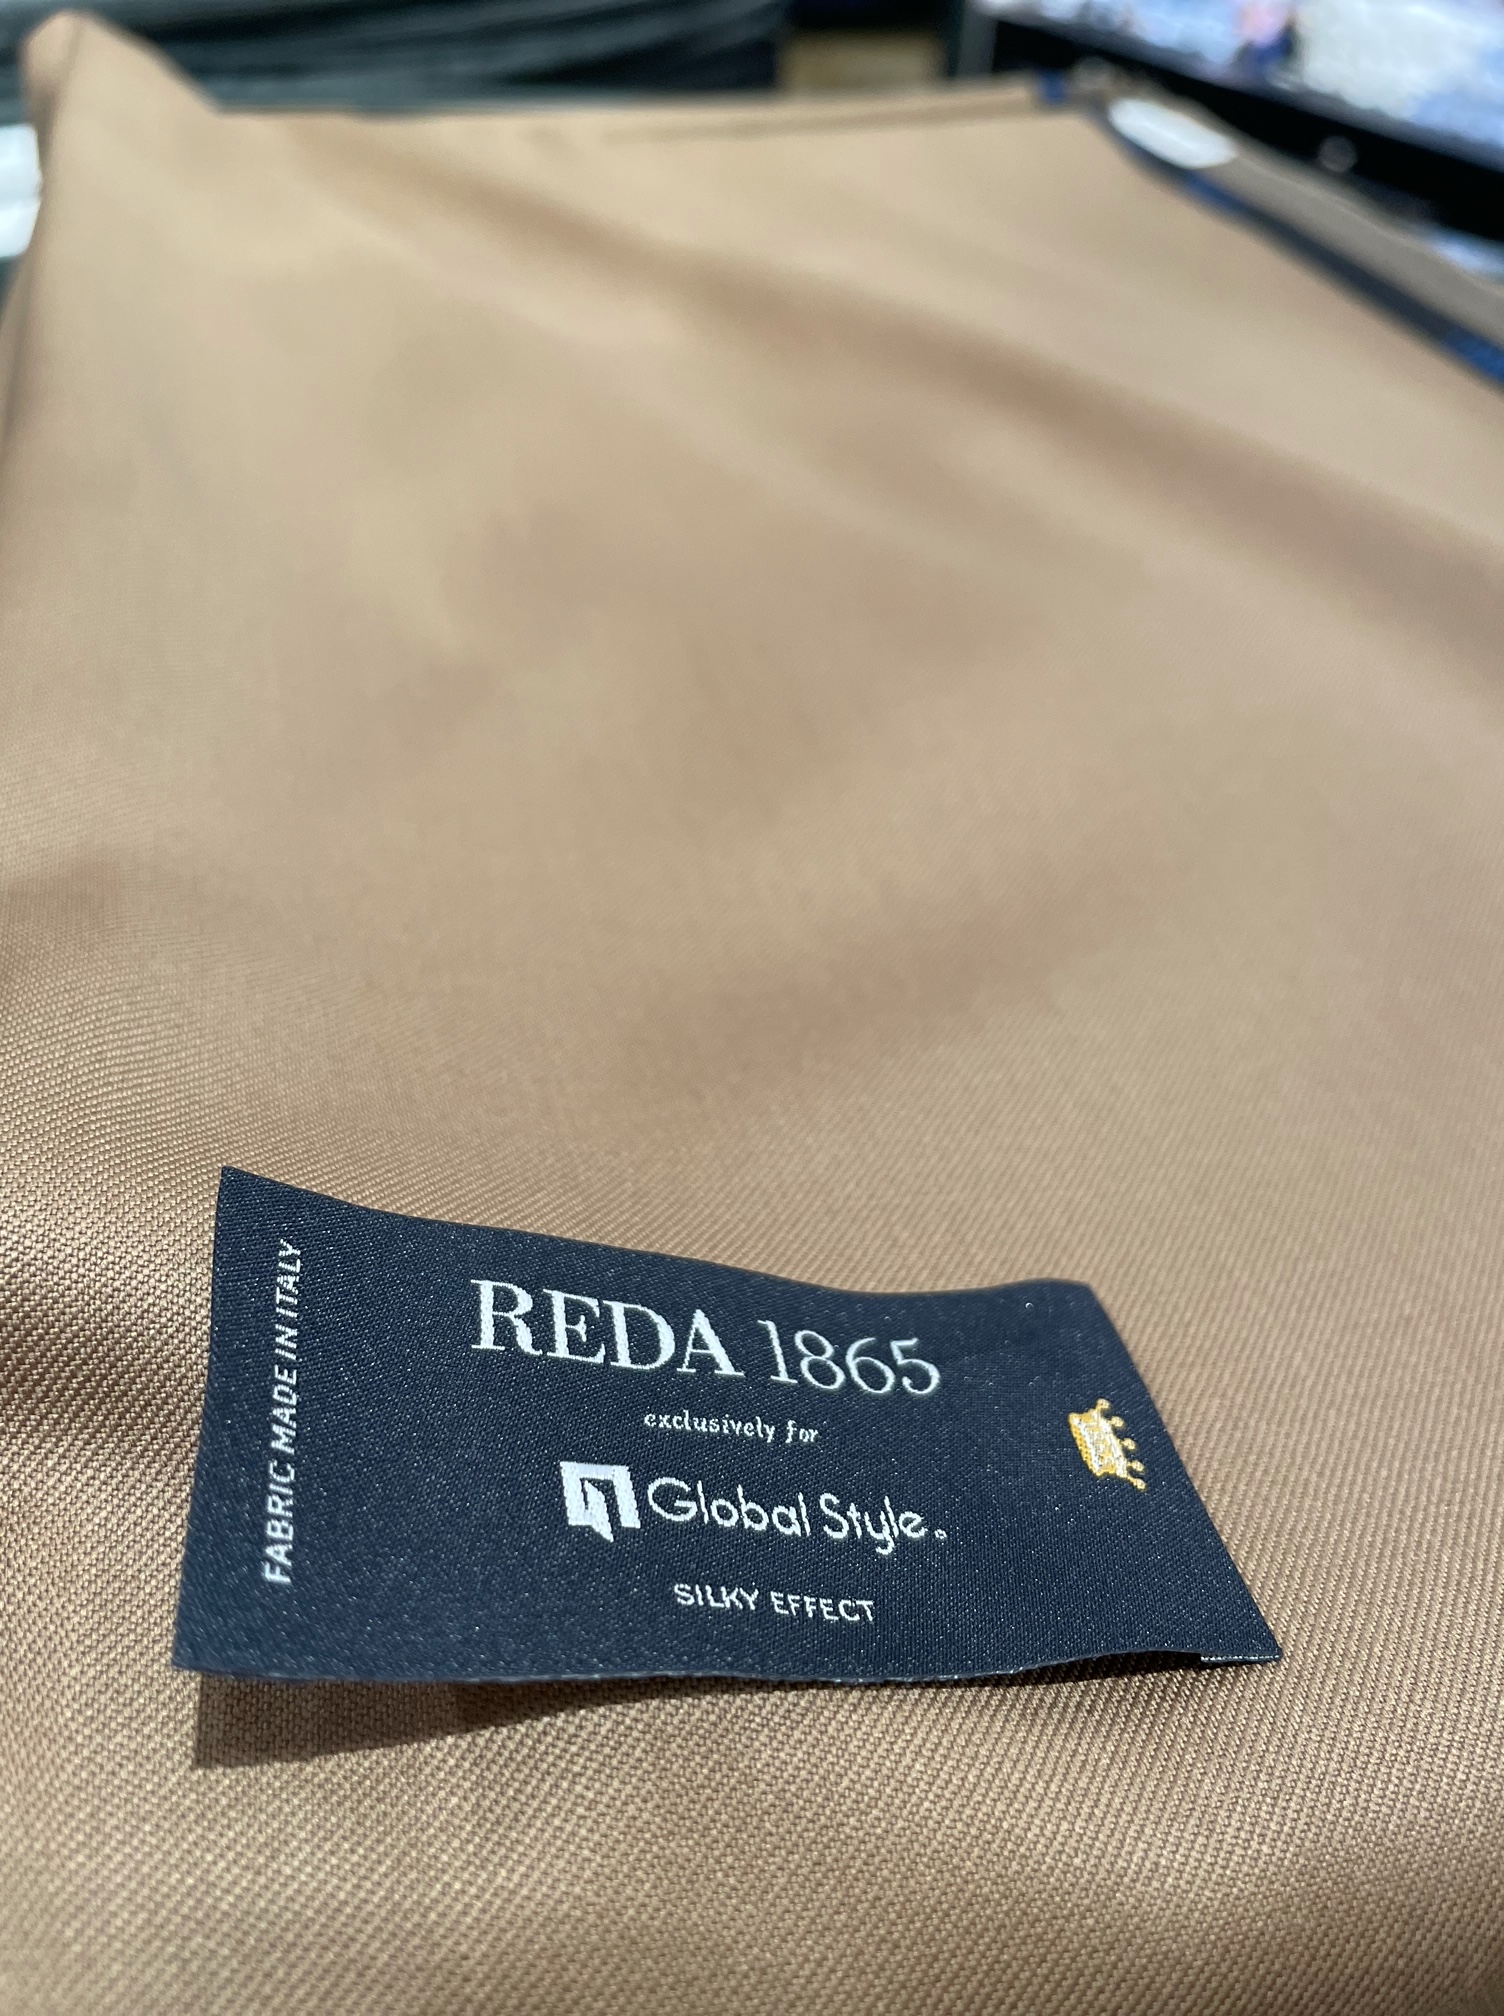 FABRIC MADE IN ITALY
REDA 1865
exclusively for
Global Style.
SILKY EFFECT